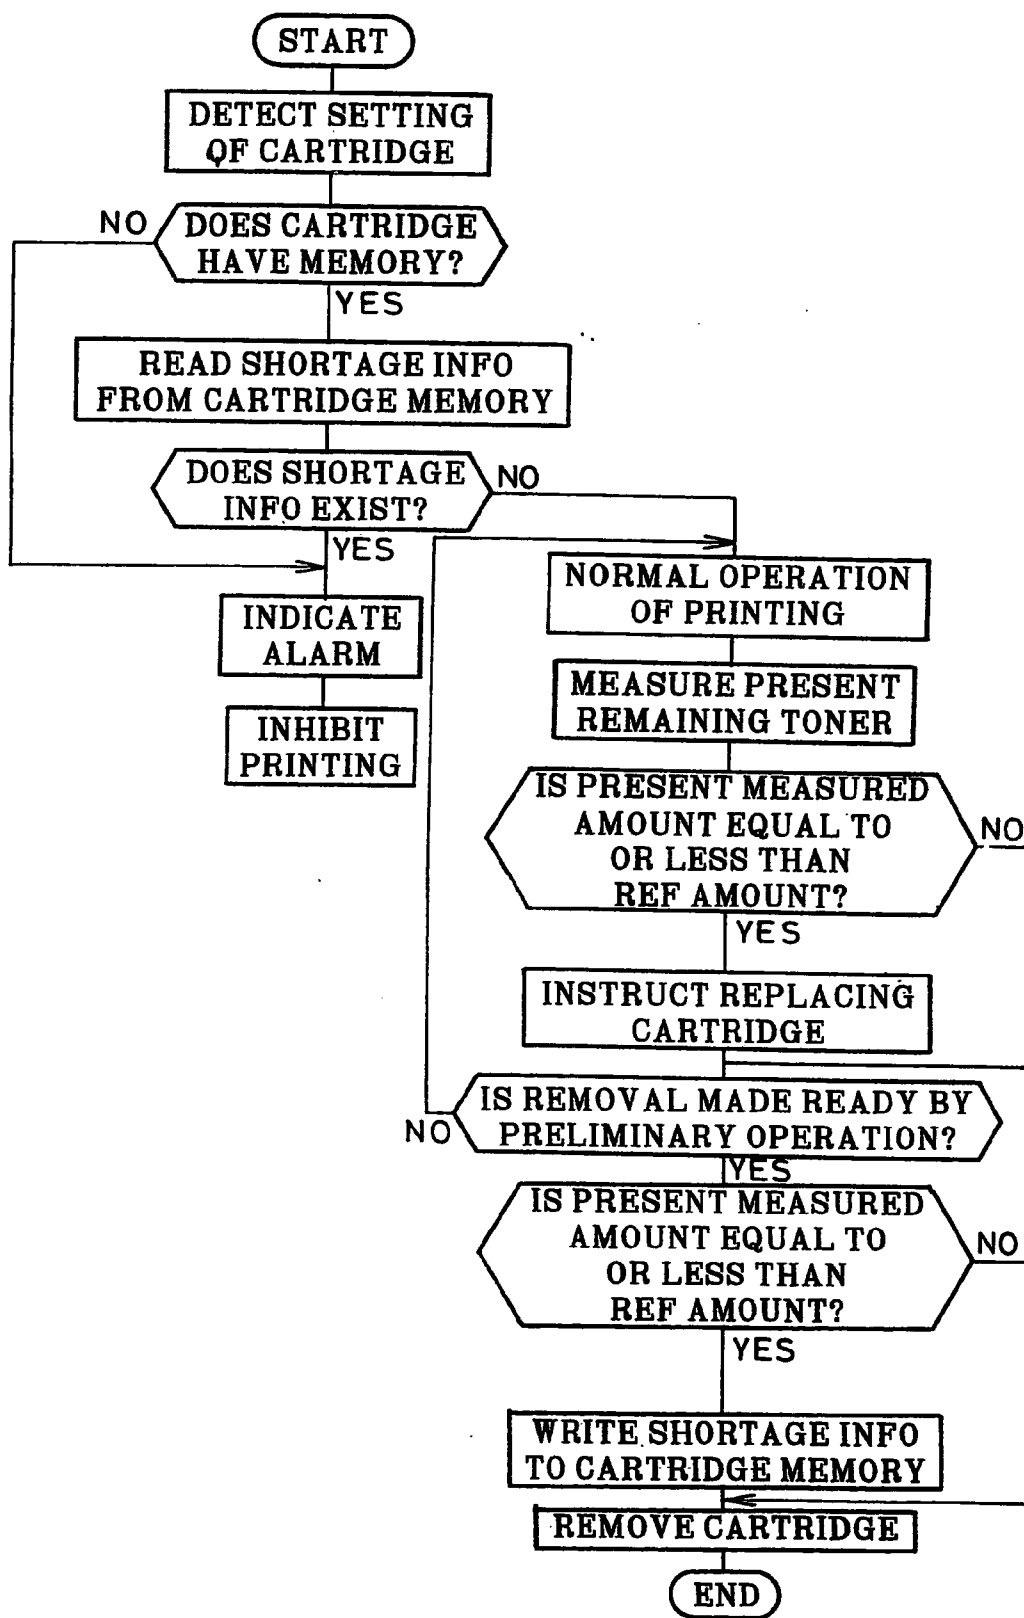 START
DETECT SETTING
OF CARTRIDGE
NO
DOES CARTRIDGE
HAVE MEMORY?
YES
READ SHORTAGE INFO
FROM CARTRIDGE MEMORY
DOES SHORTAGE
INFO EXIST?
NO
YES
INDICATE
ALARM
INHIBIT
PRINTING
NORMAL OPERATION
OF PRINTING
MEASURE PRESENT
REMAINING TONER
IS PRESENT MEASURED
AMOUNT EQUAL TO
OR LESS THAN
REF AMOUNT?
NO
YES
INSTRUCT REPLACING
CARTRIDGE
IS REMOVAL MADE READY BY
PRELIMINARY OPERATION?
NO
YES
IS PRESENT MEASURED
AMOUNT EQUAL TO
OR LESS THAN
REF AMOUNT?
NO
YES
WRITE SHORTAGE INFO
TO CARTRIDGE MEMORY
REMOVE CARTRIDGE
END